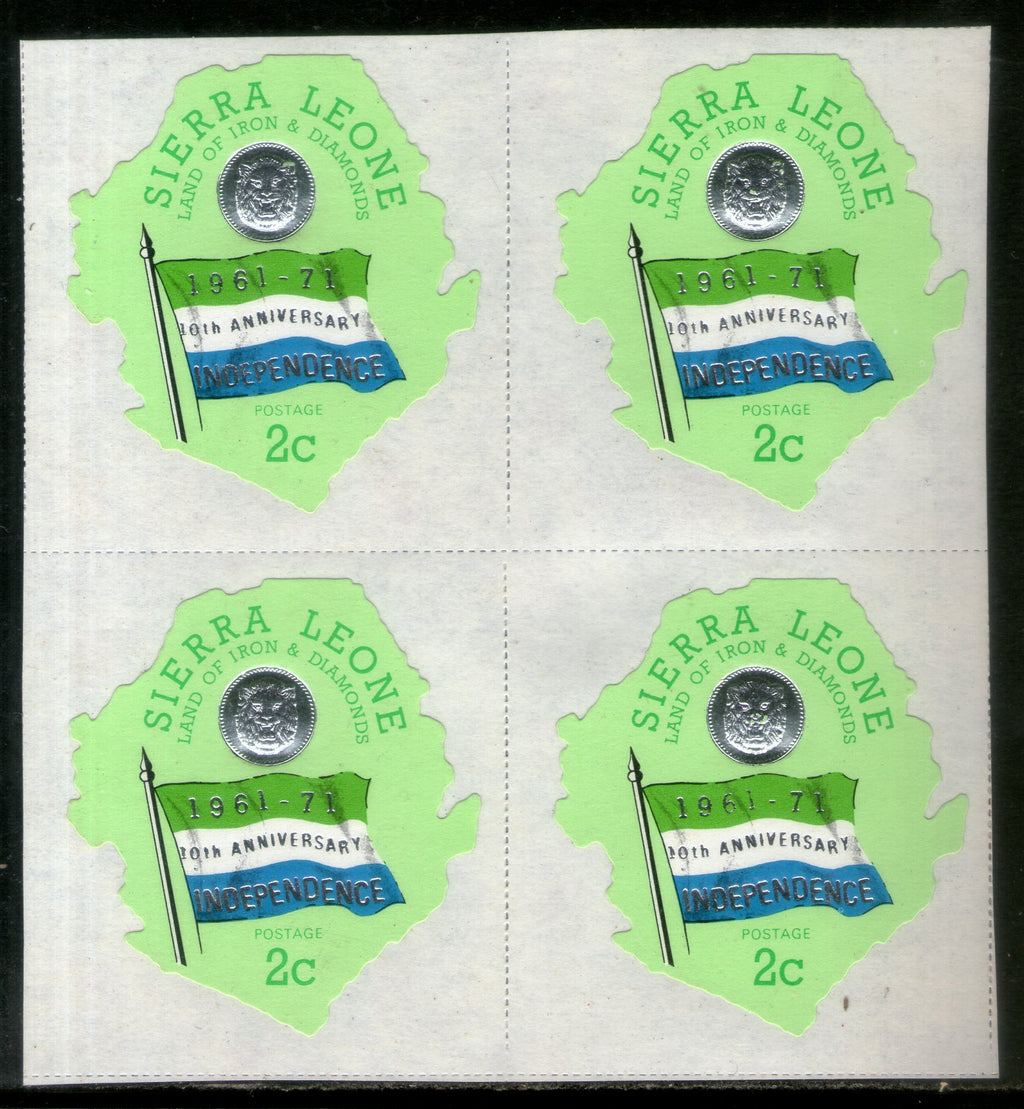 SIERRA LEONE
LAND OF IRON & DIAMONDS
1961-71
10th ANNIVERSARY
INDEPENDENCE
POSTAGE
2c
SIERRA LEONE
LAND OF IRON & DIAMONDS
1961-71
10th ANNIVERSARY
INDEPENDENCE
POSTAGE
2c
SIERRA LEONE
LAND OF IRON & DIAMONDS
1961-71
10th ANNIVERSARY
INDEPENDENCE
POSTAGE
2c
SIERRA LEONE
LAND OF IRON & DIAMONDS
1961-71
10th ANNIVERSARY
INDEPENDENCE
POSTAGE
2c